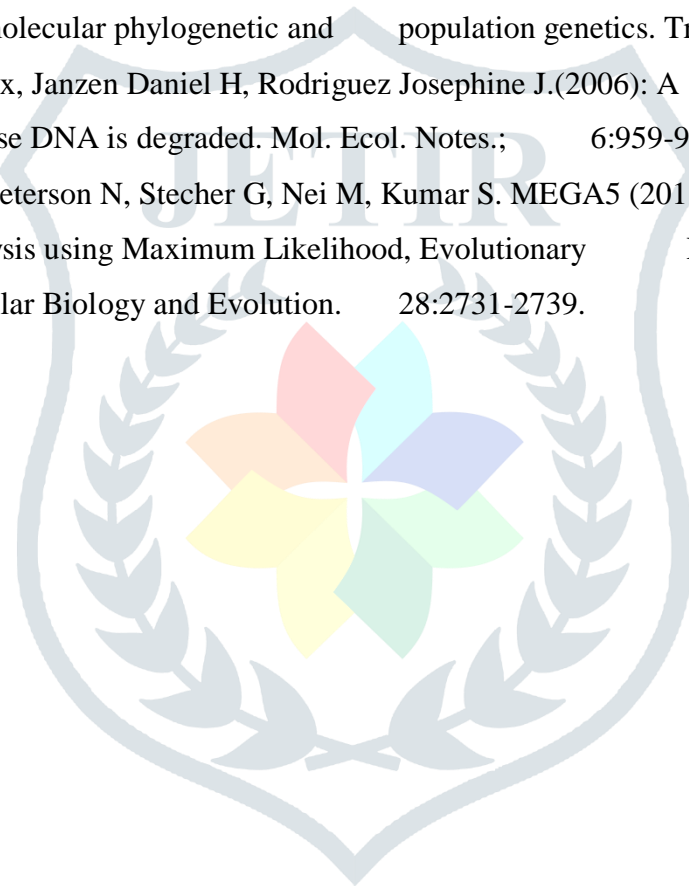 molecular phylogenetic and population genetics. Tr
x, Janzen Daniel H, Rodriguez Josephine J.(2006): A
se DNA is degraded. Mol. Ecol. Notes.; 6:959-9
eterson N, Stecher G, Nei M, Kumar S. MEGA5 (201
ysis using Maximum Likelihood, Evolutionary
lar Biology and Evolution. 28:2731-2739.
JETIR